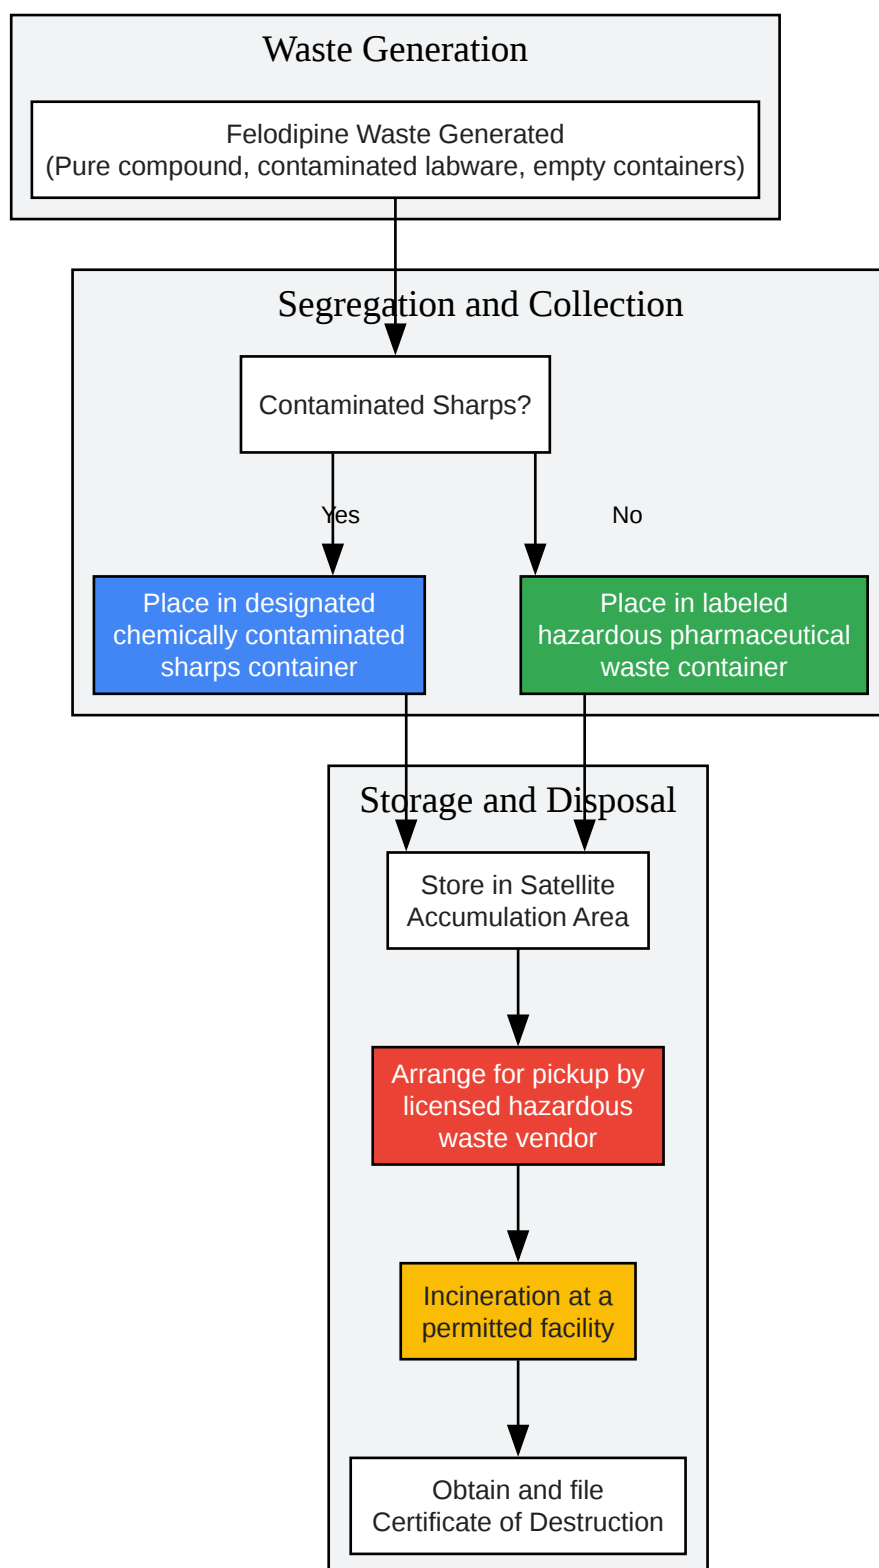 Waste Generation
Felodipine Waste Generated
(Pure compound, contaminated labware, empty containers)
Segregation and Collection
Contaminated Sharps?
Yes
No
Place in designated
chemically contaminated
sharps container
Place in labeled
hazardous pharmaceutical
waste container
Storage and Disposal
Store in Satellite
Accumulation Area
Arrange for pickup by
licensed hazardous
waste vendor
Incineration at a
permitted facility
Obtain and file
Certificate of Destruction